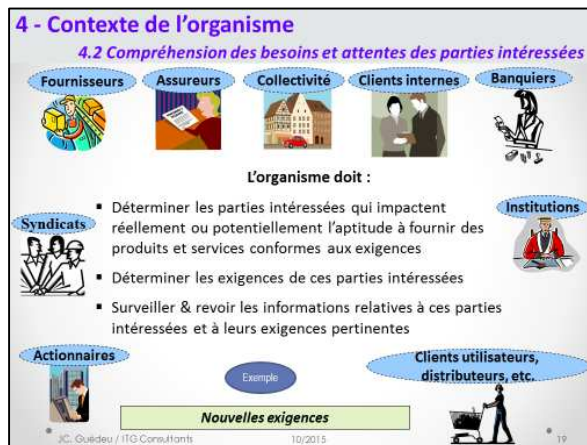 4 - Contexte de l'organisme
4.2 Compréhension des besoins et attentes des parties intéressées
Fournisseurs
Assureurs
Collectivité
Clients internes
Banquiers
L'organisme doit :
Syndicats
Institutions
▪ Déterminer les parties intéressées qui impactent
réellement ou potentiellement l'aptitude à fournir des
produits et services conformes aux exigences
▪ Déterminer les exigences de ces parties intéressées
▪ Surveiller & revoir les informations relatives à ces parties
intéressées et à leurs exigences pertinentes
Actionnaires
Exemple
Clients utilisateurs,
distributeurs, etc.
Nouvelles exigences
JC. Guédeu / ITG Consultants
10/2015
19